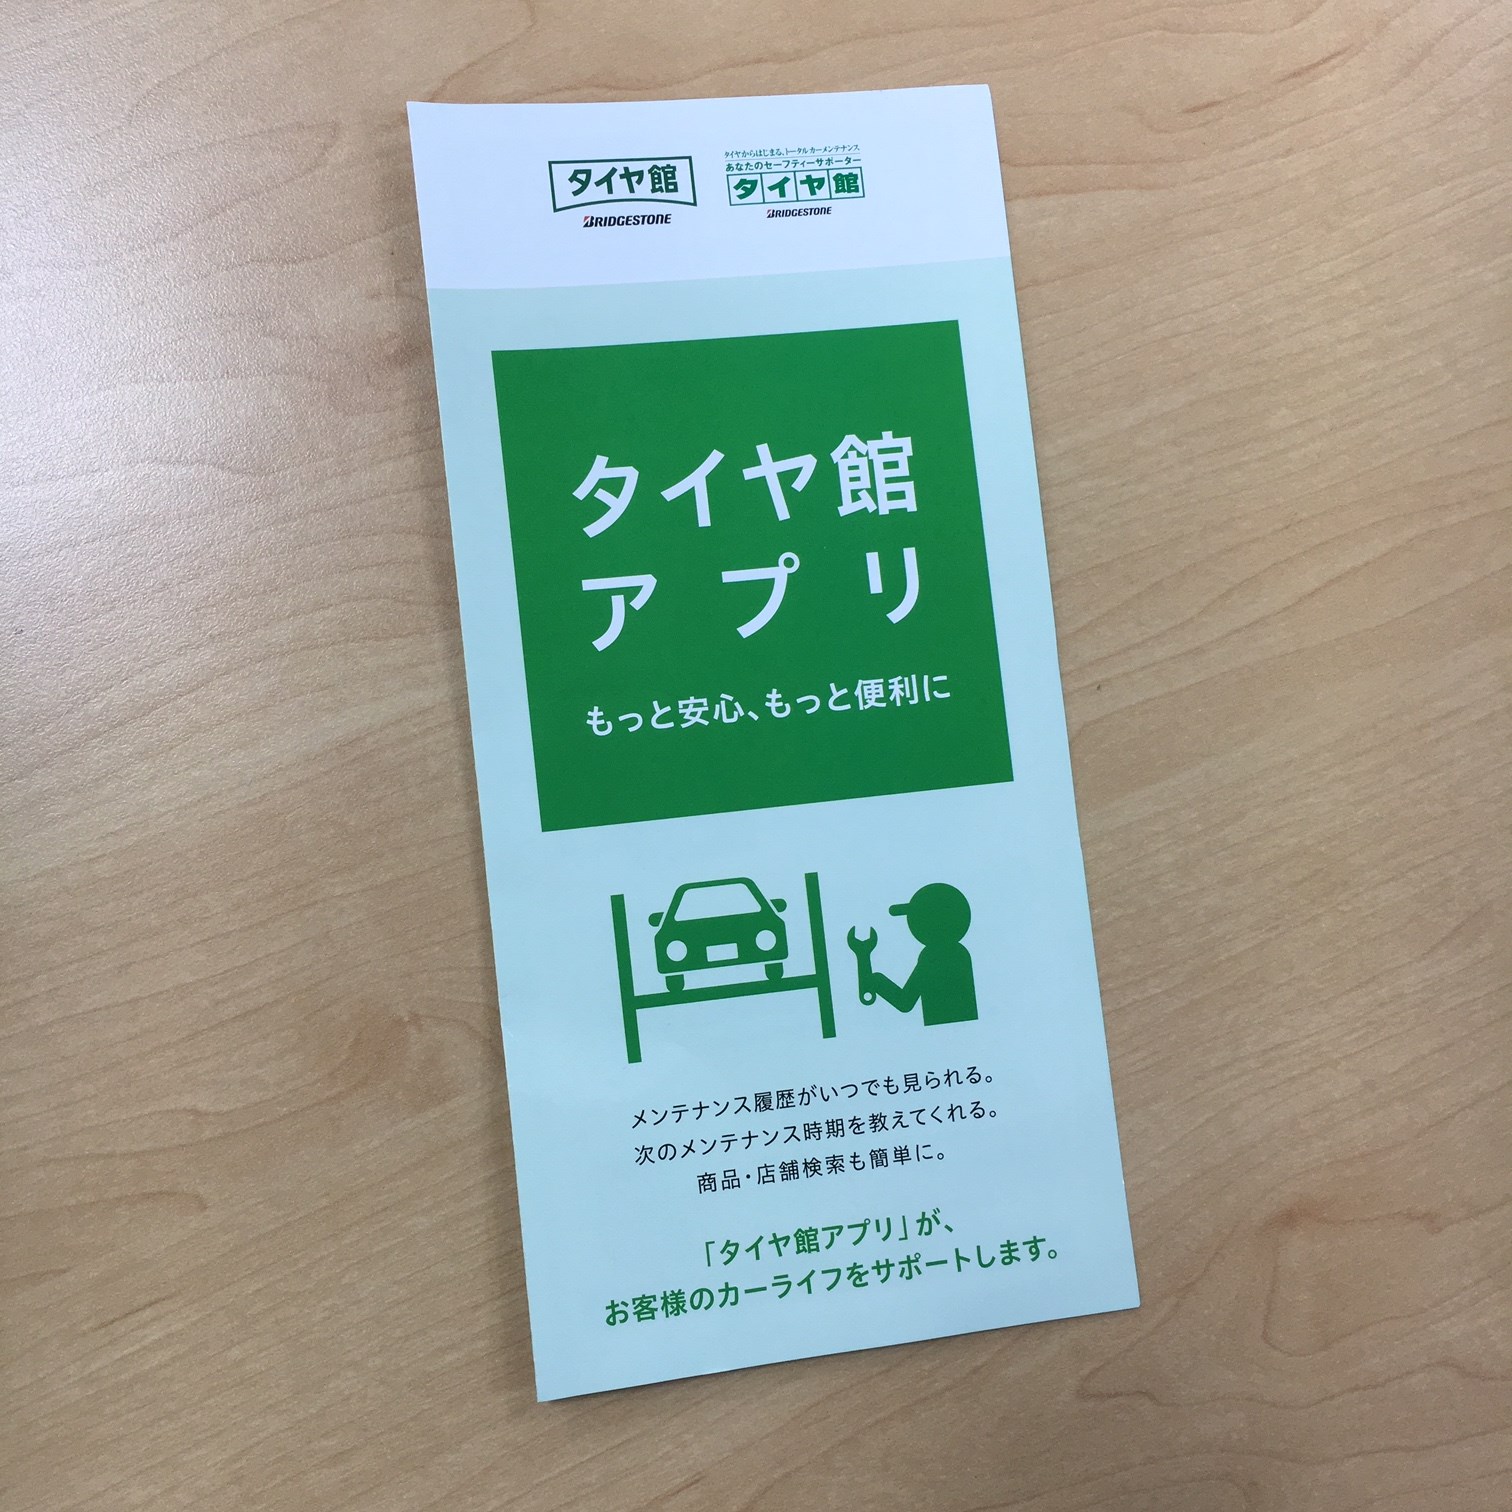 タイヤ館
BRIDGESTONE
タイヤからはじまる、トータルカーメンテナンス
あなたのセーフティーサポーター
タイヤ館
BRIDGESTONE
タイヤ館
アプリ
もっと安心、もっと便利に
メンテナンス履歴がいつでも見られる。
次のメンテナンス時期を教えてくれる。
商品・店舗検索も簡単に。
「タイヤ館アプリ」が、
お客様のカーライフをサポートします。